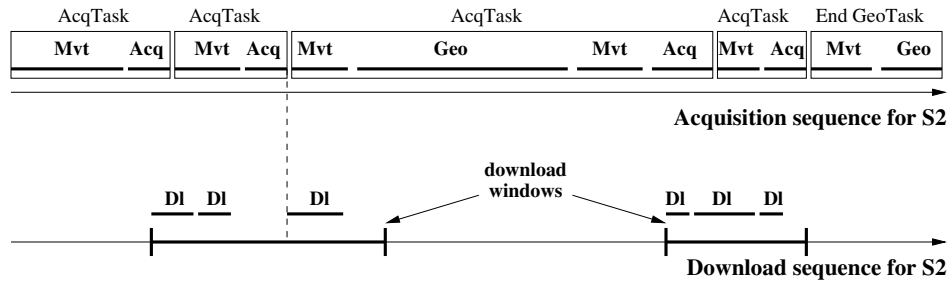 AcqTask AcqTask AcqTask AcqTask End GeoTask
Mvt Acq Mvt Acq Mvt Geo Mvt Acq Mvt Acq Mvt Geo
Acquisition sequence for S2
download
windows
Dl Dl Dl Dl Dl Dl
Download sequence for S2